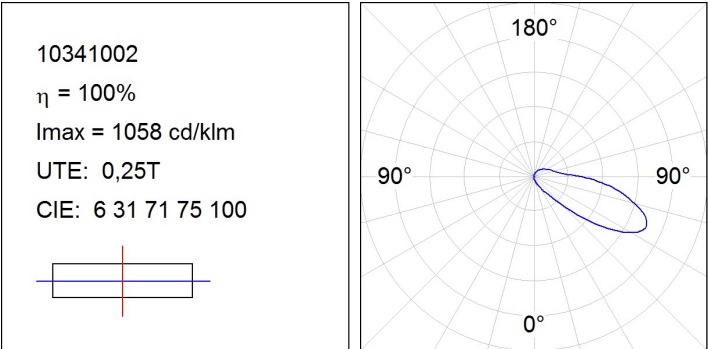 10341002
η = 100%
Imax = 1058 cd/klm
UTE: 0,25T
CIE: 6 31 71 75 100
180°
90°
90°
0°